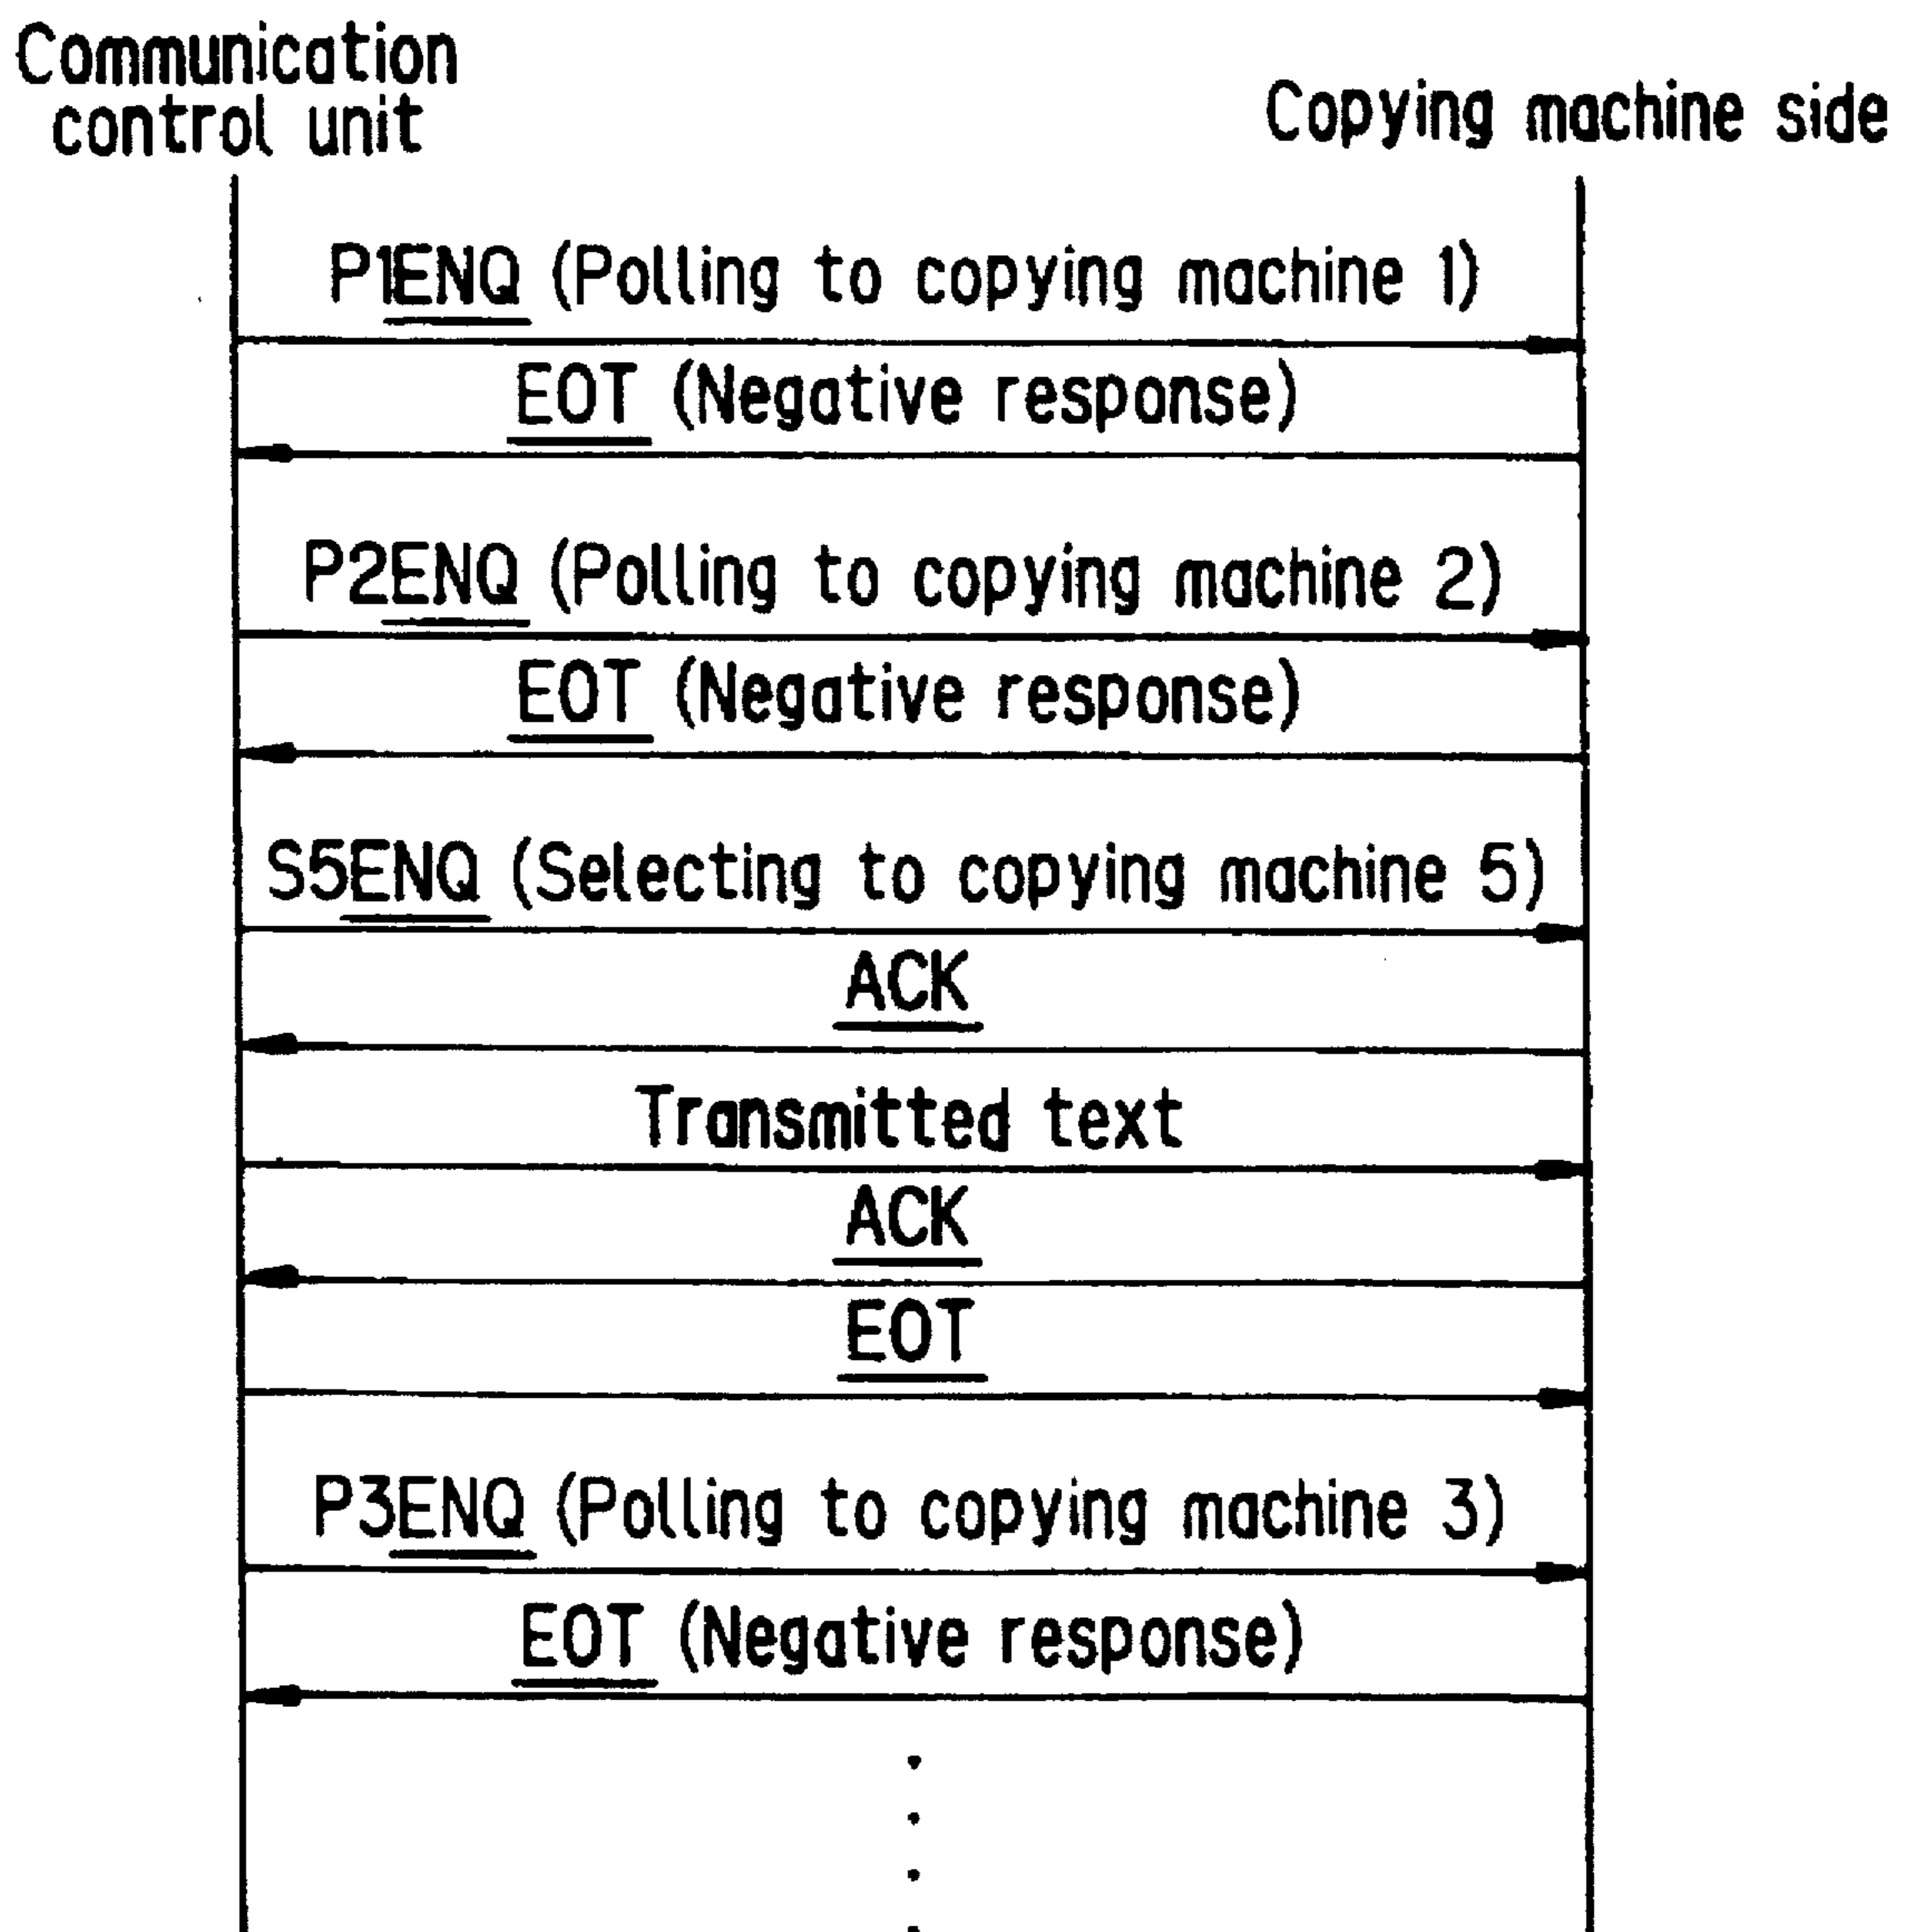 Communication
control unit
Copying machine side
P1ENQ (Polling to copying machine 1)
EOT (Negative response)
P2ENQ (Polling to copying machine 2)
EOT (Negative response)
S5ENQ (Selecting to copying machine 5)
ACK
Transmitted text
ACK
EOT
P3ENQ (Polling to copying machine 3)
EOT (Negative response)